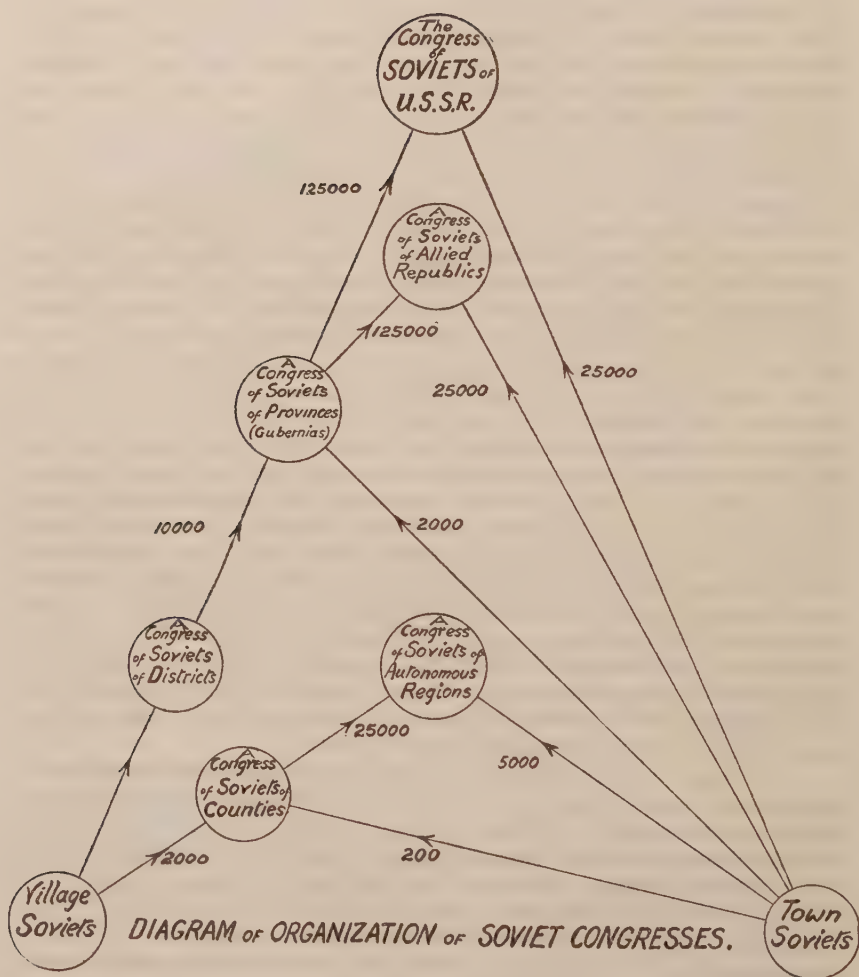 The
Congress
of
SOVIETS OF
U.S.S.R.
125000
A
Congress
of Soviets
of Allied
Republics
125000
A
Congress
of Soviets
of Provinces
(Gubernias)
25000
25000
10000
2000
A
Congress
of Soviets
of Districts
A
Congress
of Soviets of
Autonomous
Regions
25000
5000
A
Congress
of Soviets of
Counties
2000
200
Village
Soviets
DIAGRAM OF ORGANIZATION OF SOVIET CONGRESSES.
Town
Soviets